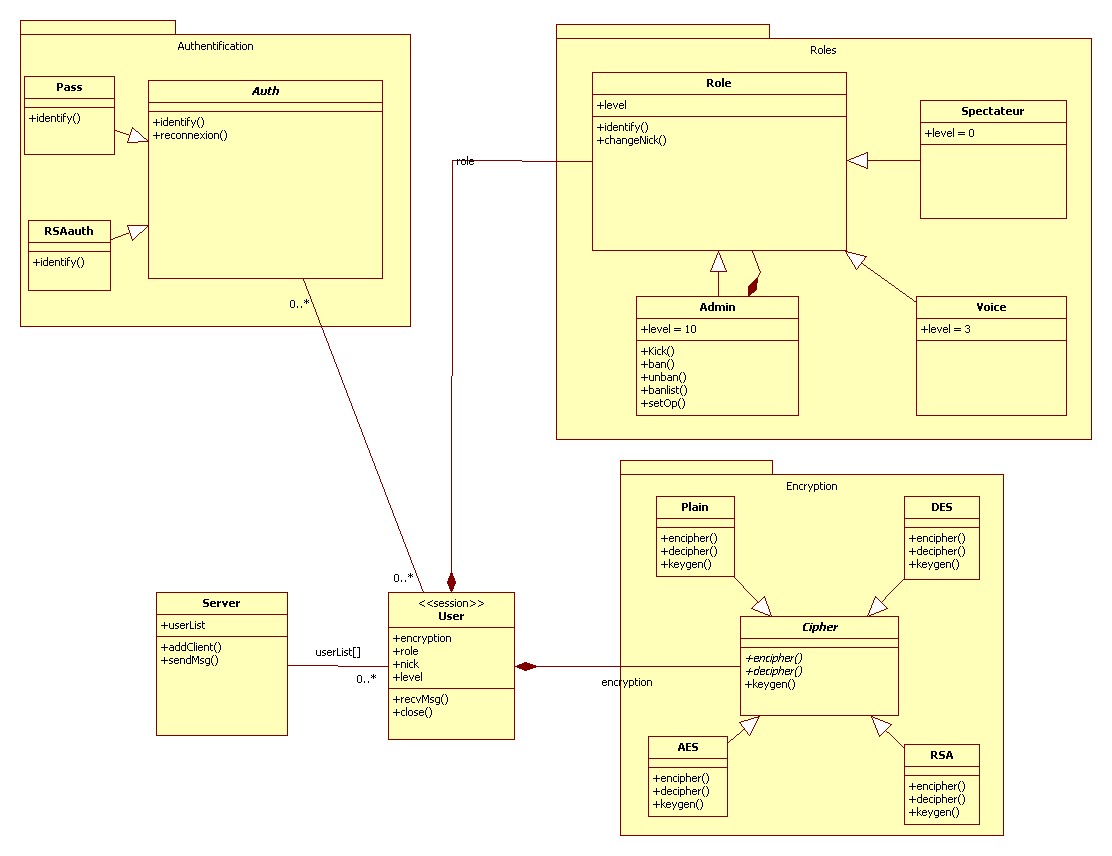 Authentification
Pass
+identify()
Auth
+identify()
+reconnexion()
RSAauth
+identify()
0..*
Roles
Role
+level
+identify()
+changeNick()
Spectateur
+level = 0
role
Admin
+level = 10
+Kick()
+ban()
+unban()
+banlist()
+setOp()
Voice
+level = 3
Encryption
Plain
+encipher()
+decipher()
+keygen()
DES
+encipher()
+decipher()
+keygen()
Cipher
+encipher()
+decipher()
+keygen()
AES
+encipher()
+decipher()
+keygen()
RSA
+encipher()
+decipher()
+keygen()
0..*
Server
+userList
+addClient()
+sendMsg()
userList[]
0..*
<<session>>
User
+encryption
+role
+nick
+level
+recvMsg()
+close()
encryption